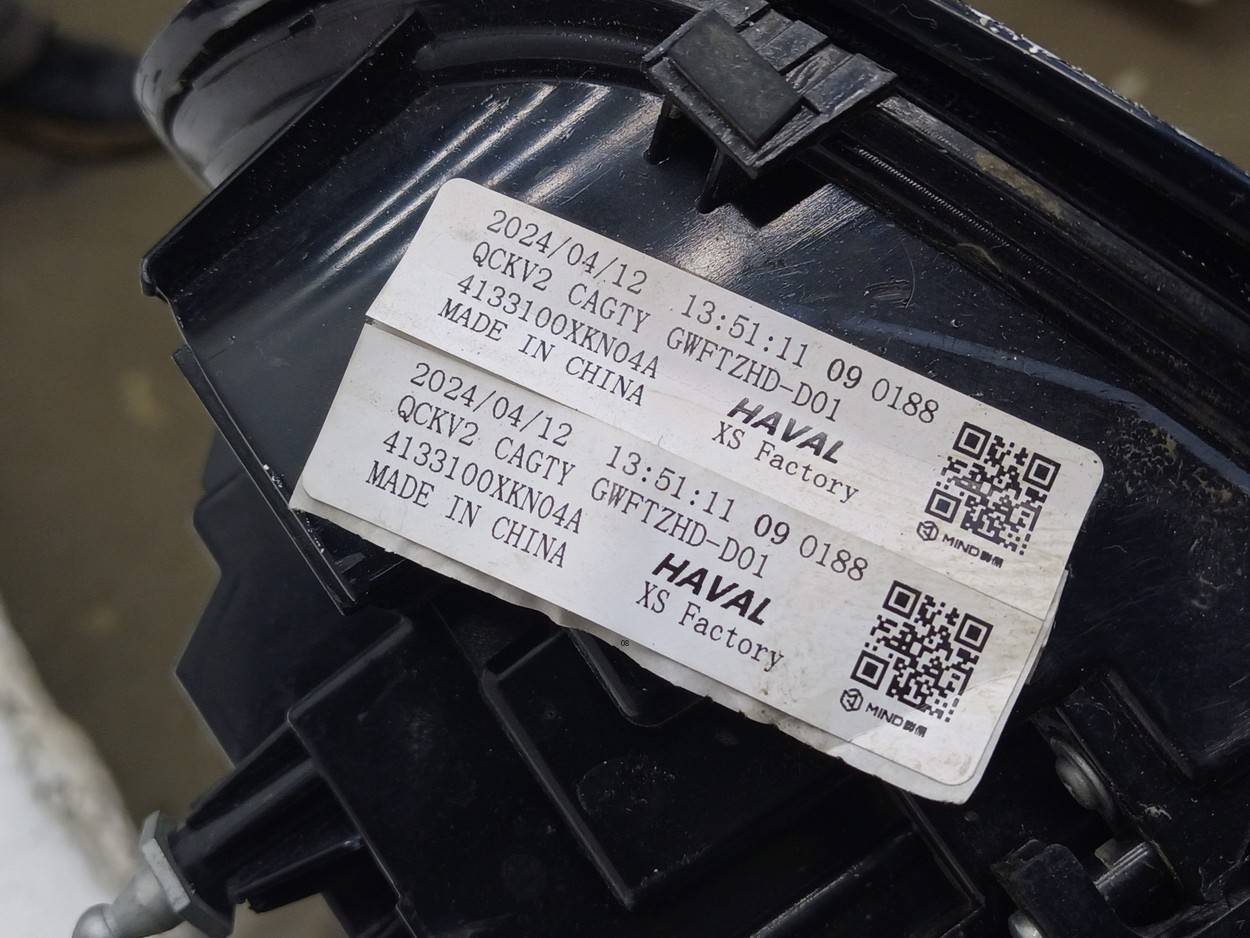 2024/04/12 13:51:11 09 0188
QCKV2 CAGTY GWFTZHD-D01
4133100XKN04A HAVAL
MADE IN CHINA XS Factory
MIND
2024/04/12 13:51:11 09 0188
QCKV2 CAGTY GWFTZHD-D01
4133100XKN04A HAVAL
MADE IN CHINA XS Factory
MIND
08